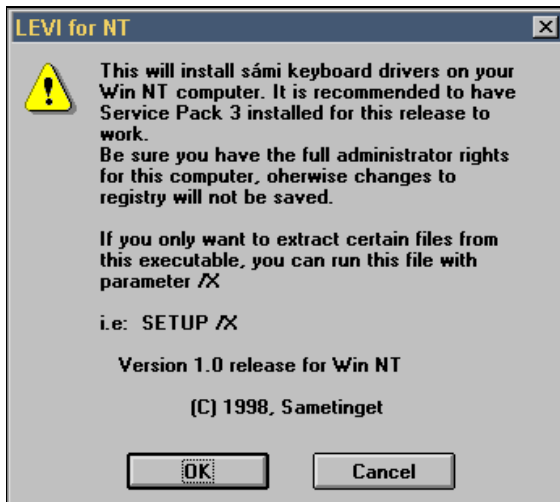 LEVI for NT
This will install sámi keyboard drivers on your
Win NT computer. It is recommended to have
Service Pack 3 installed for this release to
work.
Be sure you have the full administrator rights
for this computer, oherwise changes to
registry will not be saved.
If you only want to extract certain files from
this executable, you can run this file with
parameter /X
i.e:  SETUP /X
Version 1.0 release for Win NT
(C) 1998, Sametinget
OK
Cancel